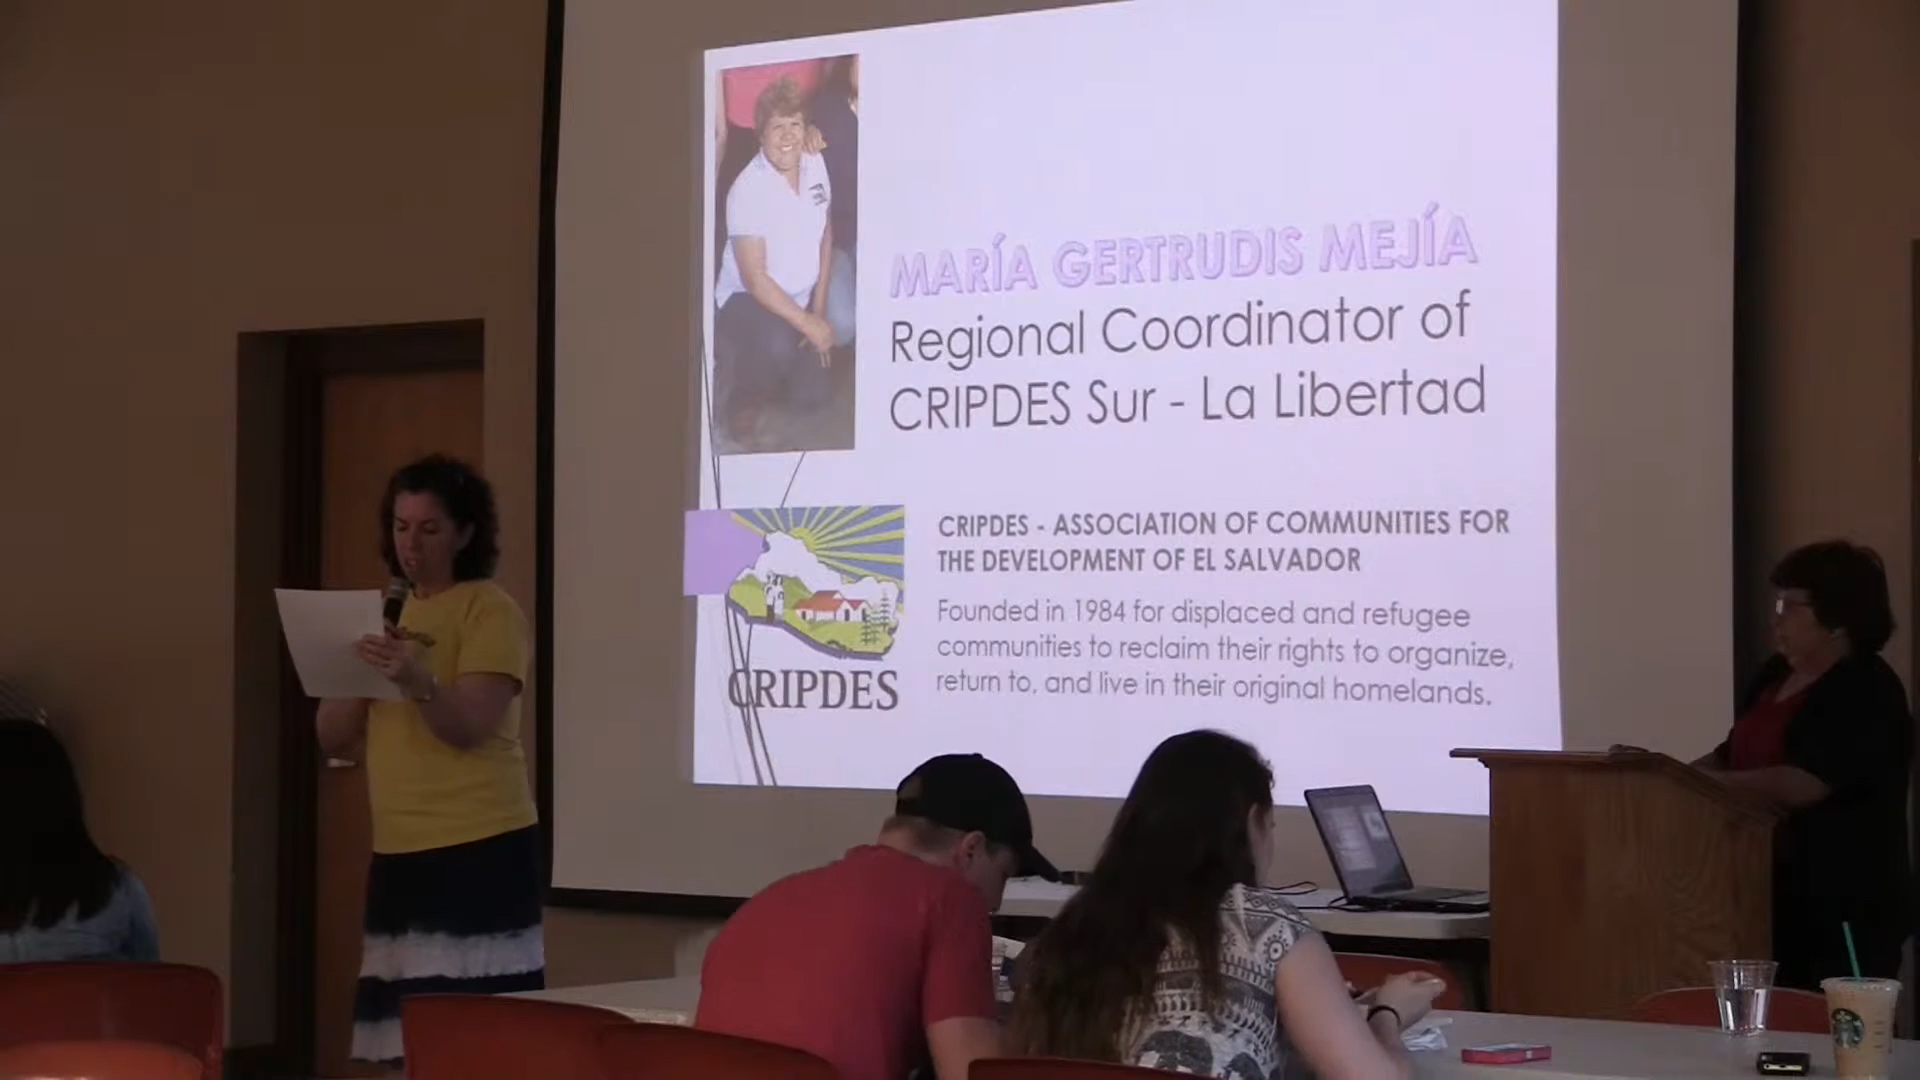 MARÍA GERTRUDIS MEJÍA
Regional Coordinator of
CRIPDES Sur - La Libertad
CRIPDES - ASSOCIATION OF COMMUNITIES FOR
THE DEVELOPMENT OF EL SALVADOR
Founded in 1984 for displaced and refugee
communities to reclaim their rights to organize,
return to, and live in their original homelands.
CRIPDES